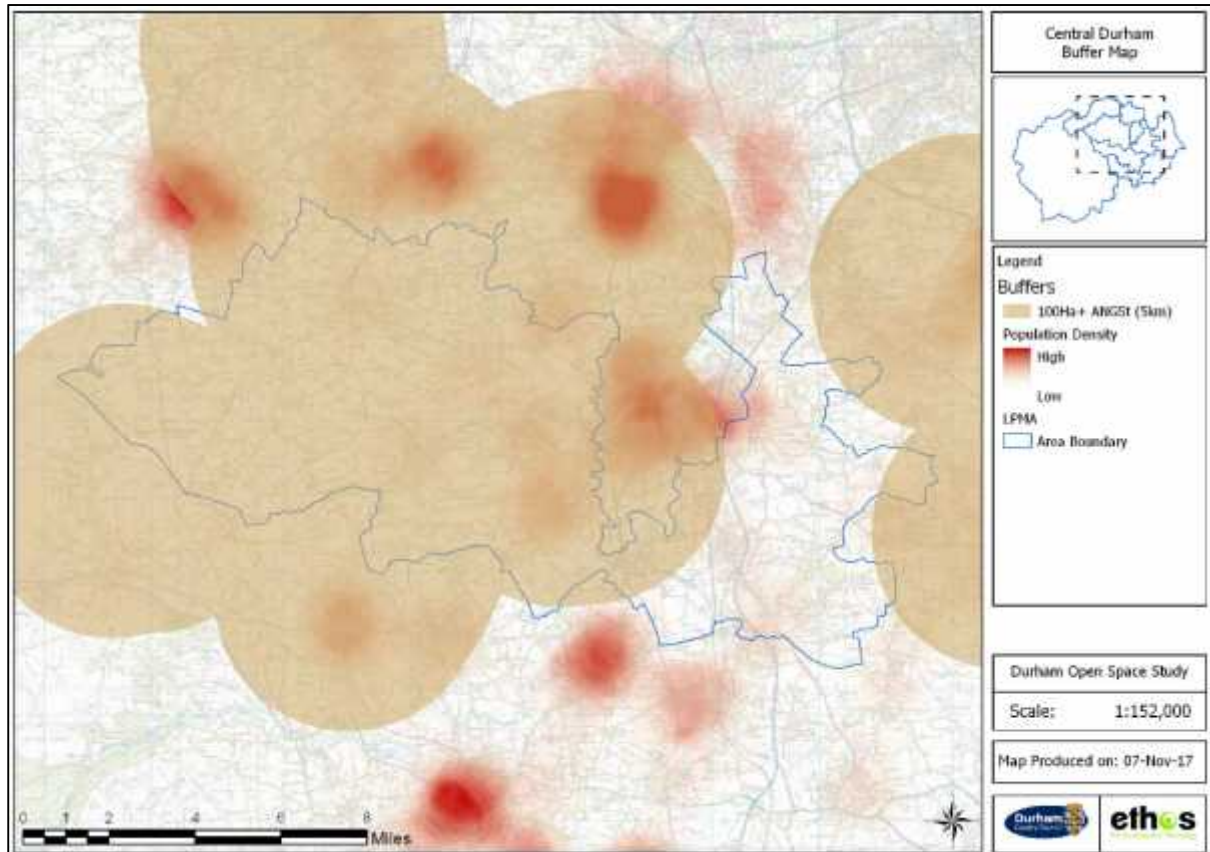 Central Durham
Buffer Map
Legend
Buffers
100Ha+ ANGSt (5km)
Population Density
High
Low
LPMA
Area Boundary
Durham Open Space Study
Scale: 1:152,000
Map Produced on: 07-Nov-17
0 1 2 4 6 8
Miles
Durham
County Council
ethos